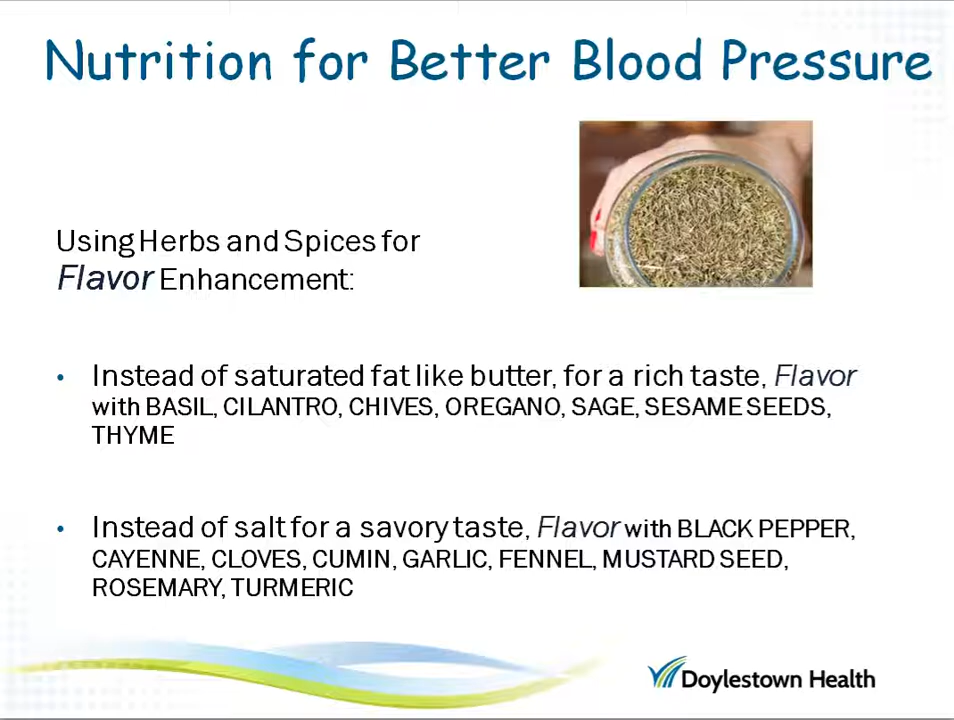 Nutrition for Better Blood Pressure
Using Herbs and Spices for
Flavor Enhancement:
• Instead of saturated fat like butter, for a rich taste, Flavor
with BASIL, CILANTRO, CHIVES, OREGANO, SAGE, SESAME SEEDS,
THYME
• Instead of salt for a savory taste, Flavor with BLACK PEPPER,
CAYENNE, CLOVES, CUMIN, GARLIC, FENNEL, MUSTARD SEED,
ROSEMARY, TURMERIC
Doylestown Health